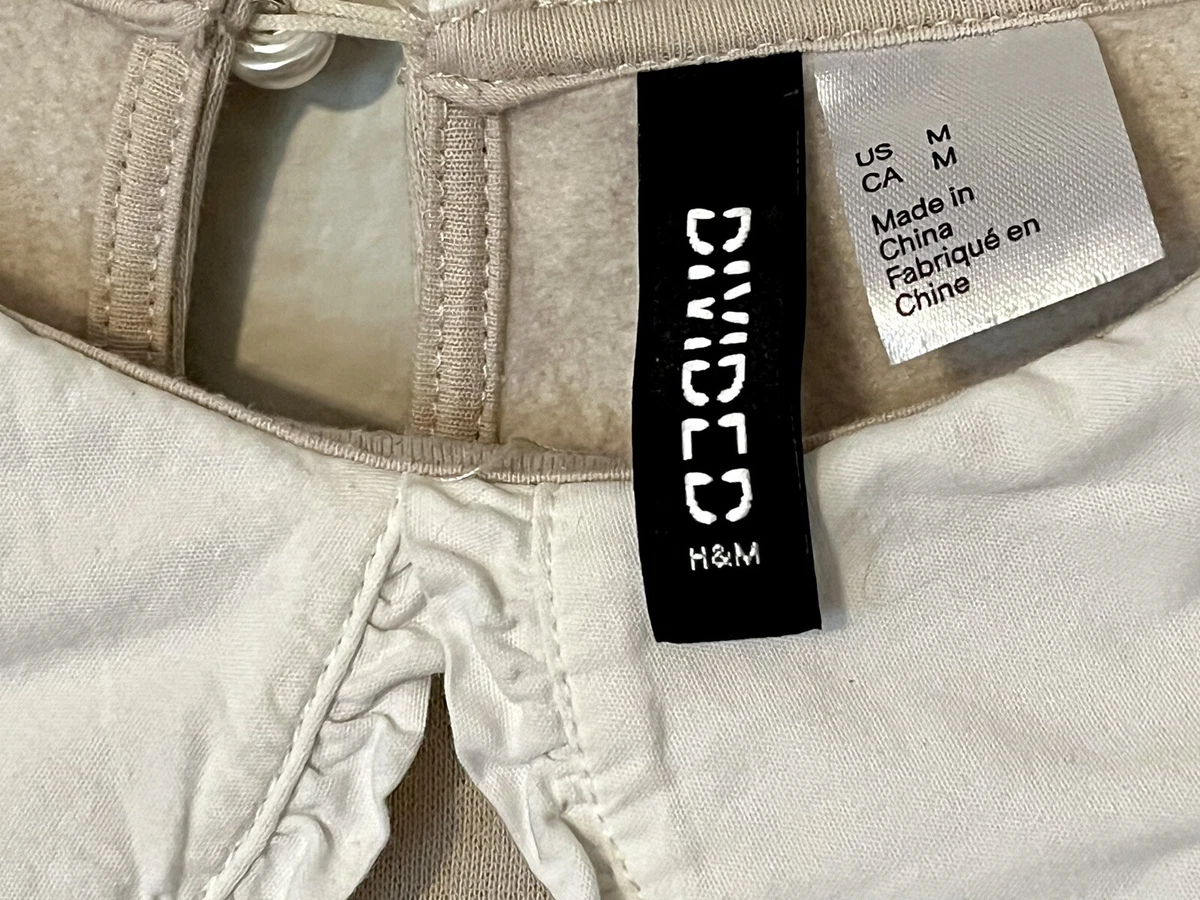 DIVIDED
H&M
US M
CA M
Made in
China
Fabriqué en
Chine